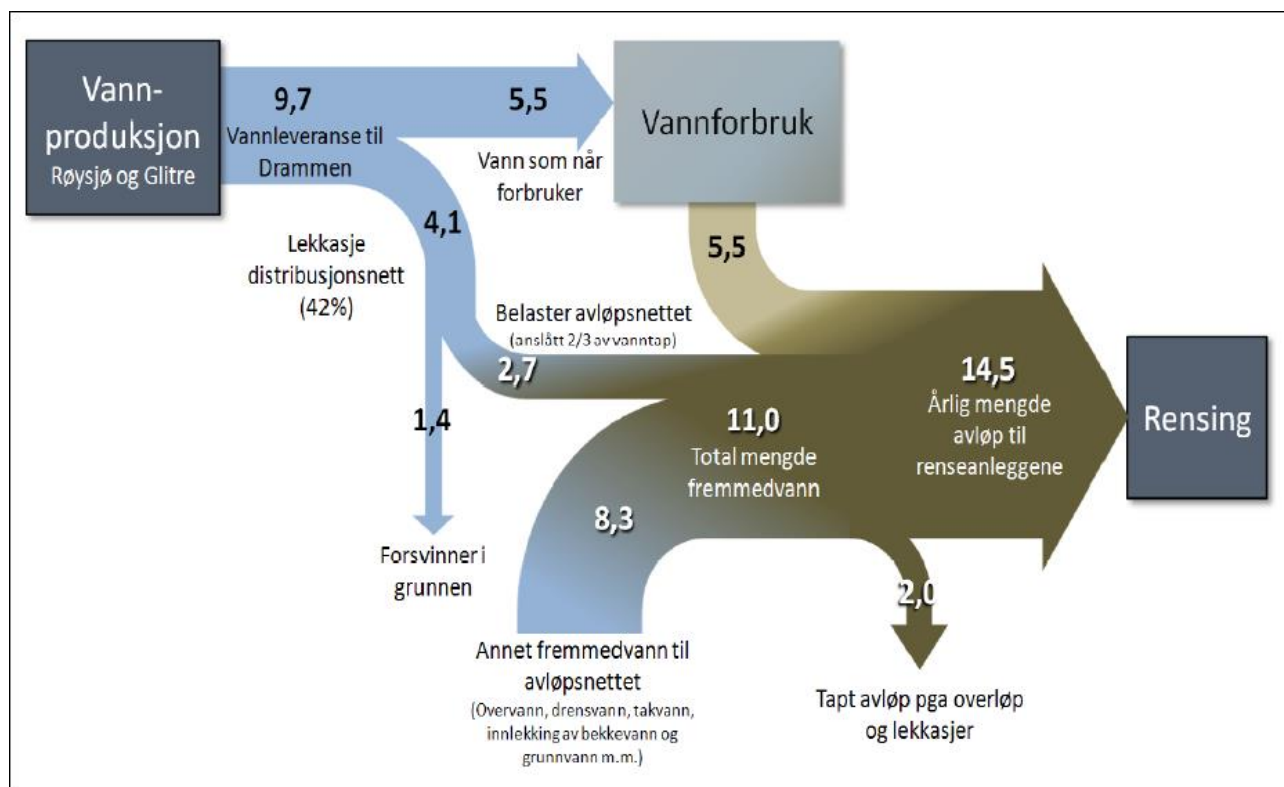 Vann-
produksjon
Røysjø og Glitre
9,7
Vannleveranse til
Drammen
5,5
Vann som når
forbruker
Vannforbruk
4,1
Lekkasje
distribusjonsnett
(42%)
5,5
Belaster avløpsnettet
(anslått 2/3 av vanntap)
2,7
1,4
Forsvinner i
grunnen
11,0
Total mengde
fremmedvann
14,5
Årlig mengde
avløp til
renseanleggene
Rensing
8,3
Annet fremmedvann til
avløpsnettet
(Overvann, drensvann, takvann,
innlekking av bekkevann og
grunnvann m.m.)
2,0
Tapt avløp pga overløp
og lekkasjer